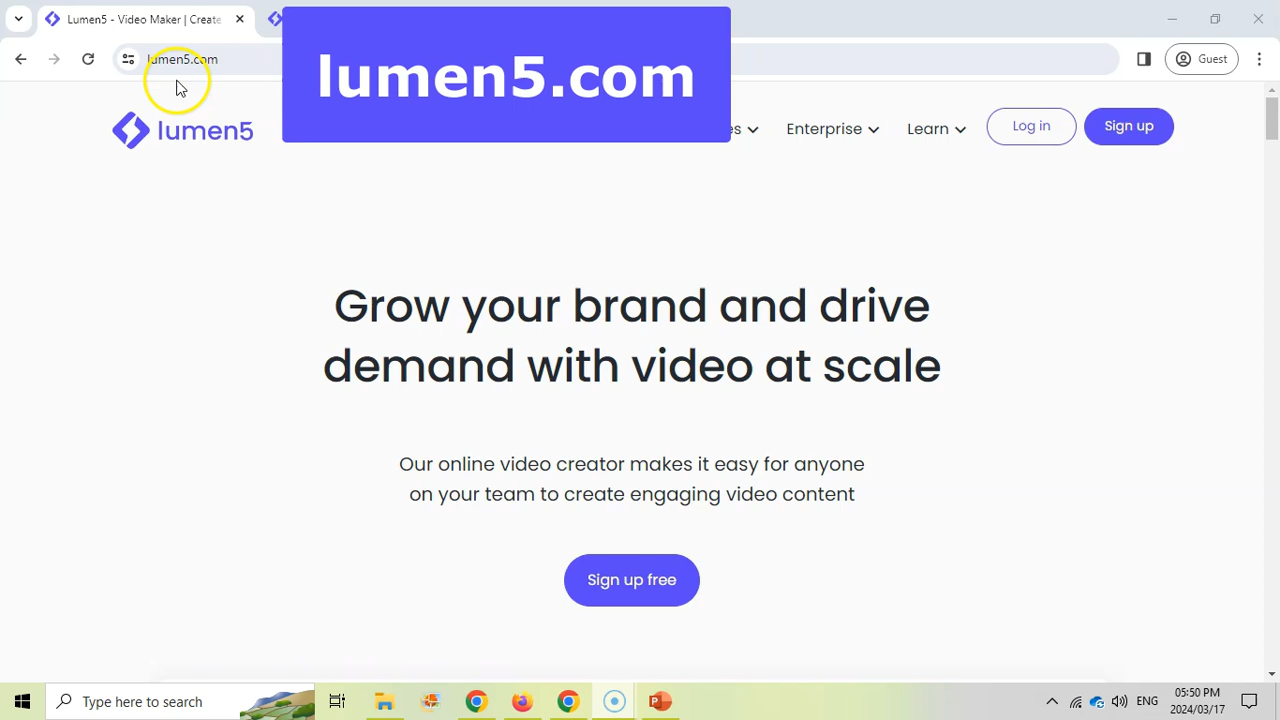 Lumen5 - Video Maker | Create
lumen5.com
Guest
lumen5.com
lumen5
Enterprise
Learn
Log in
Sign up
Grow your brand and drive
demand with video at scale
Our online video creator makes it easy for anyone
on your team to create engaging video content
Sign up free
Type here to search
ENG
05:50 PM
2024/03/17